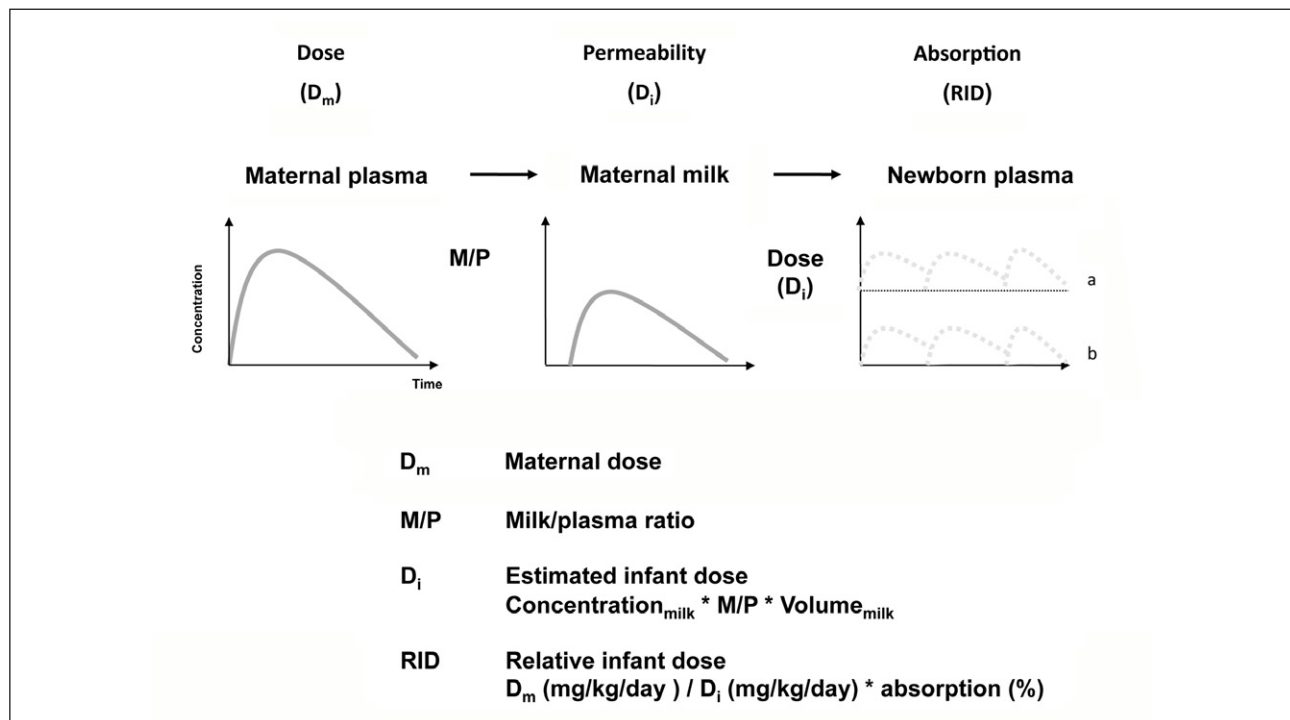 Dose Permeability Absorption
(Dm) (Di) (RID)
Maternal plasma Maternal milk Newborn plasma
Concentration
Time
M/P
Dose
(Di)
a
b
Dm Maternal dose
M/P Milk/plasma ratio
Di Estimated infant dose
Concentrationmilk * M/P * Volumemilk
RID Relative infant dose
Dm (mg/kg/day ) / Di (mg/kg/day) * absorption (%)